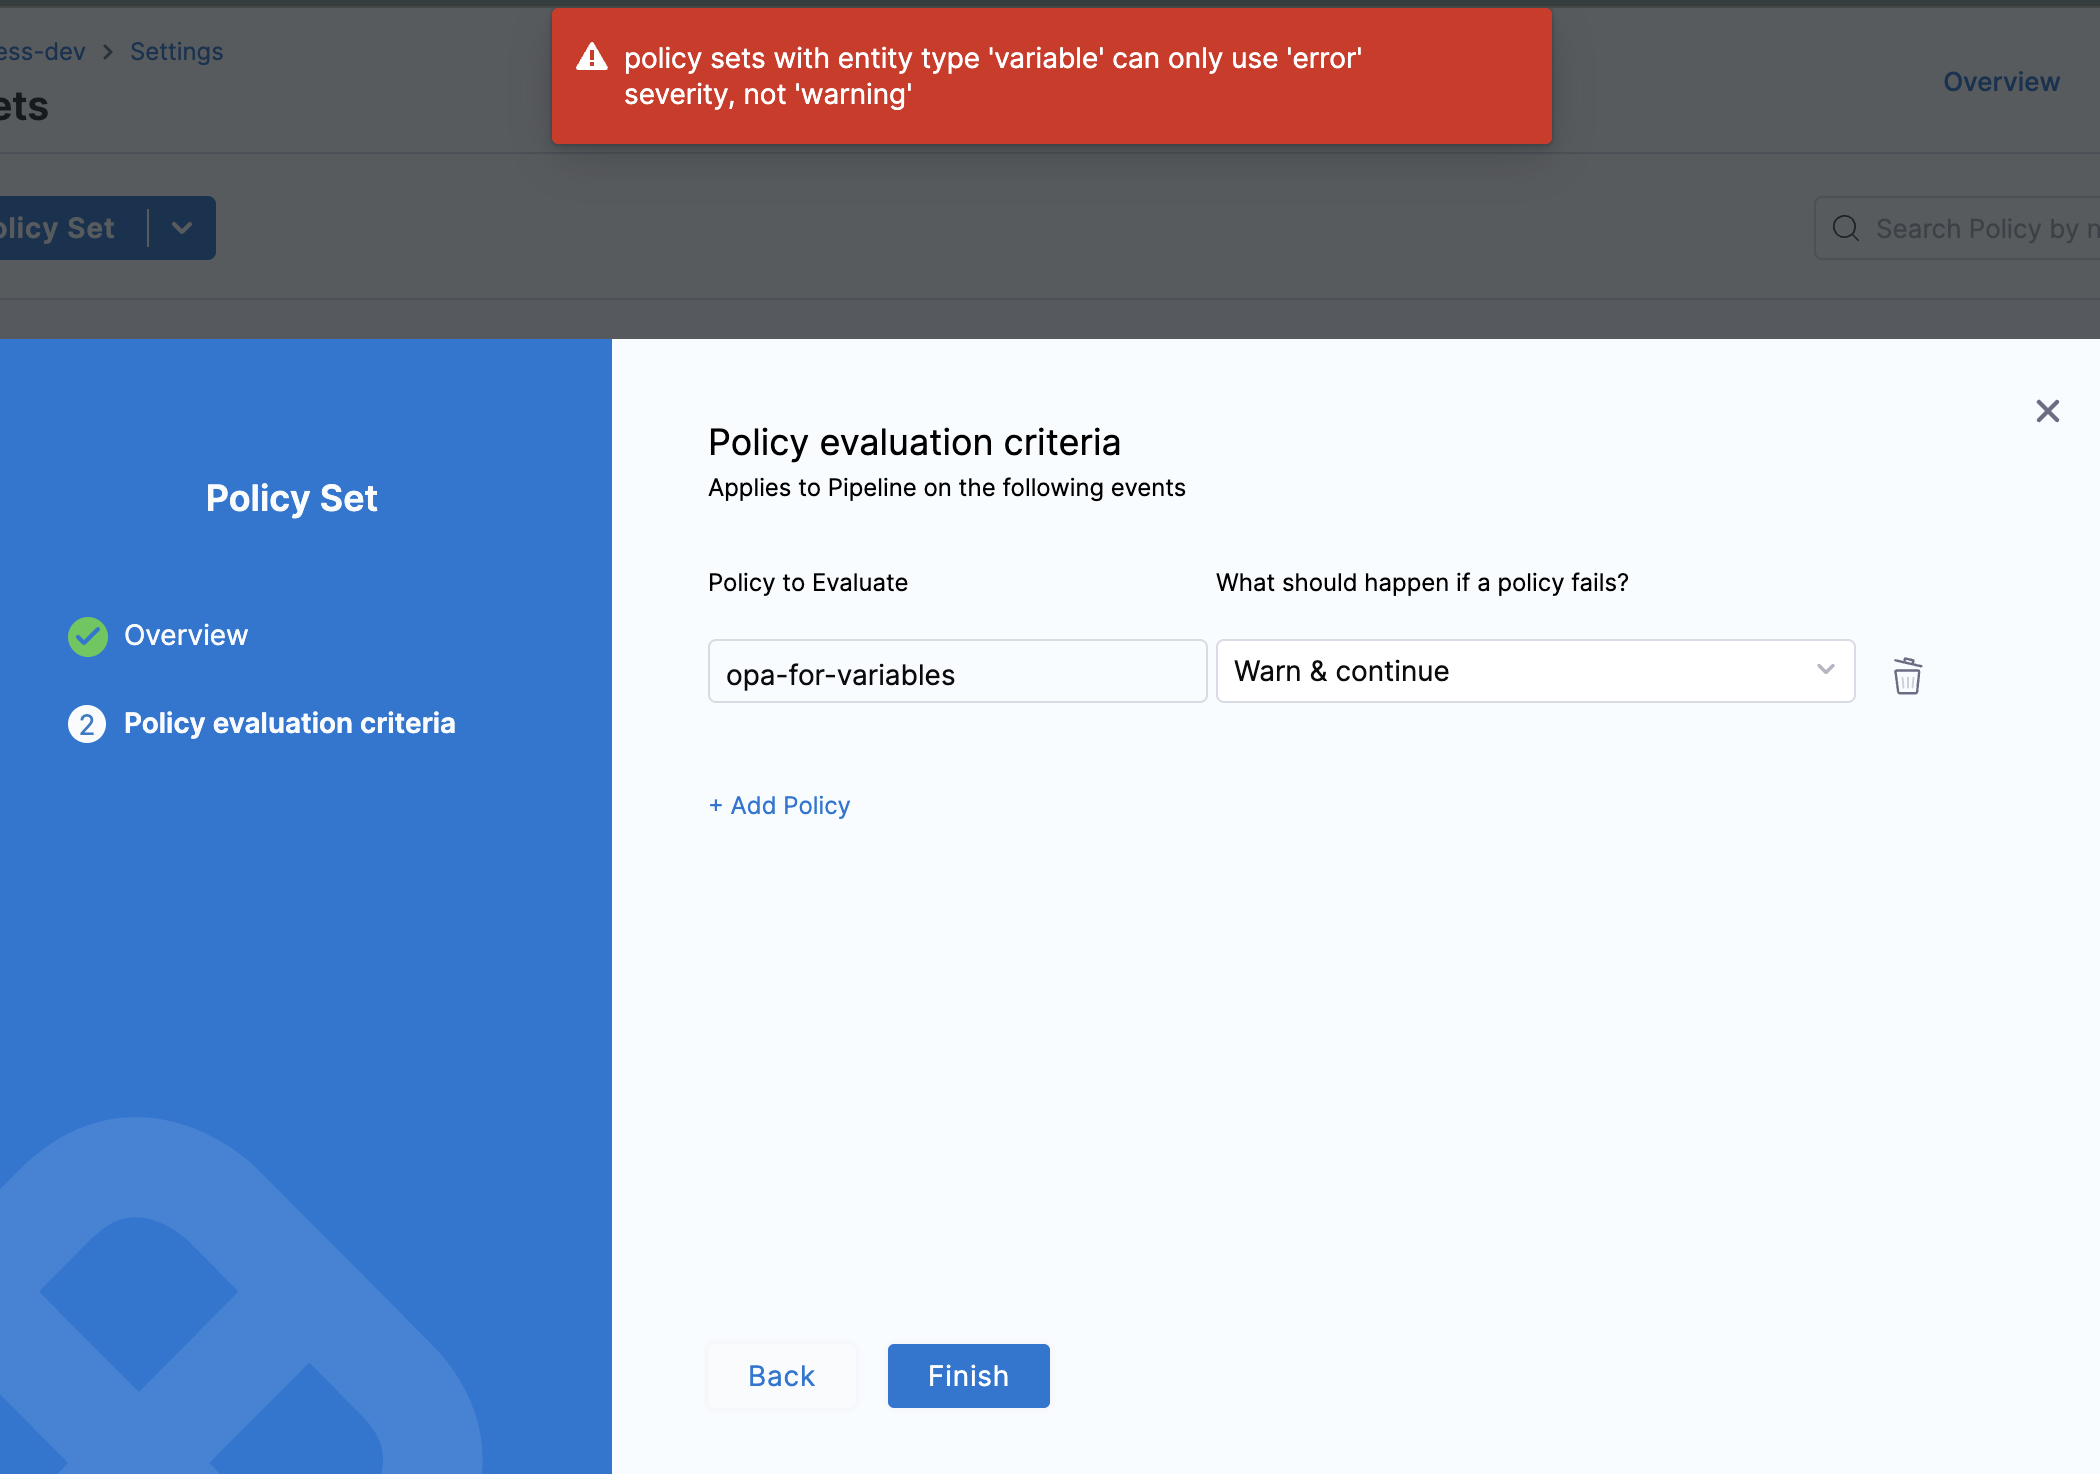 policy sets with entity type 'variable' can only use 'error'
severity, not 'warning'
ess-dev > Settings
ets
Overview
olicy Set
Search Policy by n
Policy Set
Overview
2 Policy evaluation criteria
Policy evaluation criteria
Applies to Pipeline on the following events
Policy to Evaluate
What should happen if a policy fails?
opa-for-variables
Warn & continue
+ Add Policy
Back
Finish